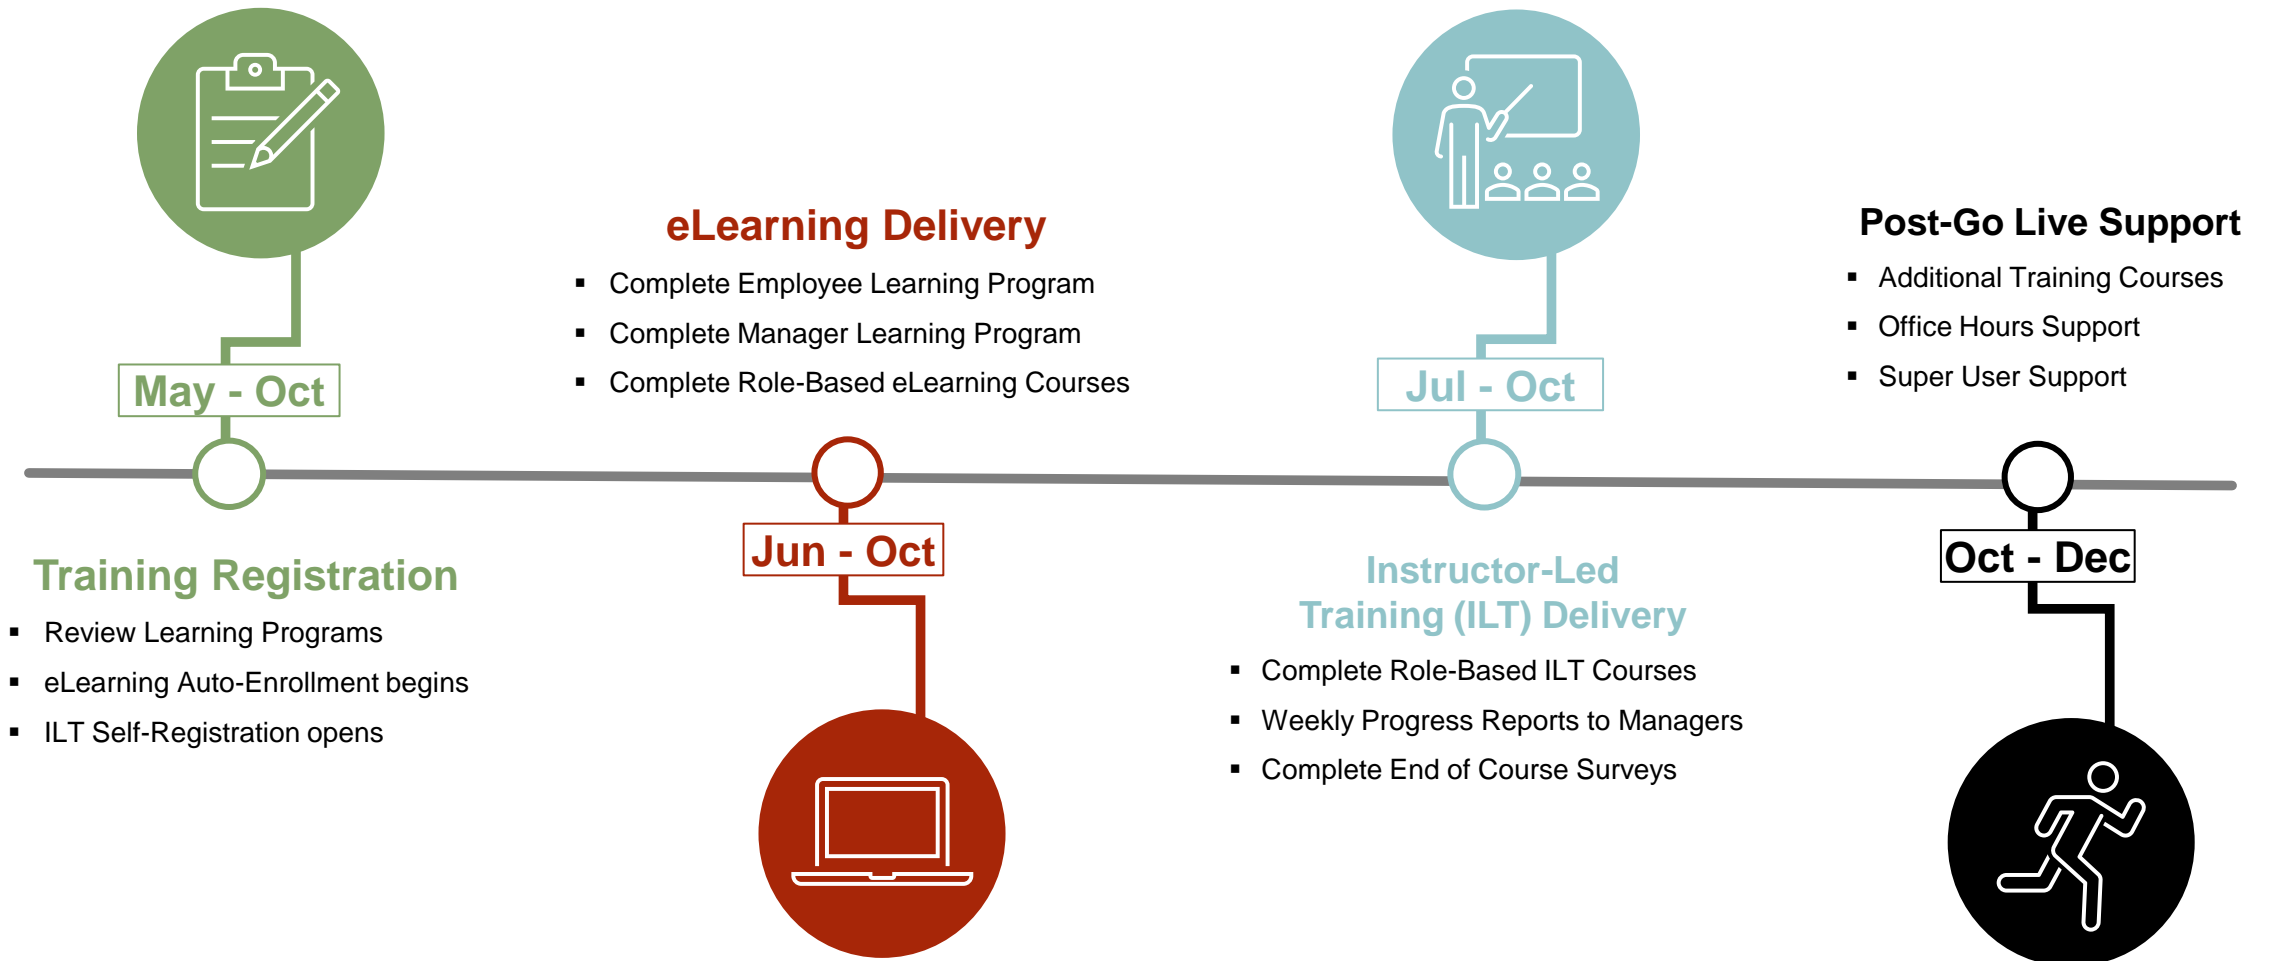 May - Oct
Training Registration
▪ Review Learning Programs
▪ eLearning Auto-Enrollment begins
▪ ILT Self-Registration opens
eLearning Delivery
▪ Complete Employee Learning Program
▪ Complete Manager Learning Program
▪ Complete Role-Based eLearning Courses
Jun - Oct
Jul - Oct
Instructor-Led
Training (ILT) Delivery
▪ Complete Role-Based ILT Courses
▪ Weekly Progress Reports to Managers
▪ Complete End of Course Surveys
Post-Go Live Support
▪ Additional Training Courses
▪ Office Hours Support
▪ Super User Support
Oct - Dec